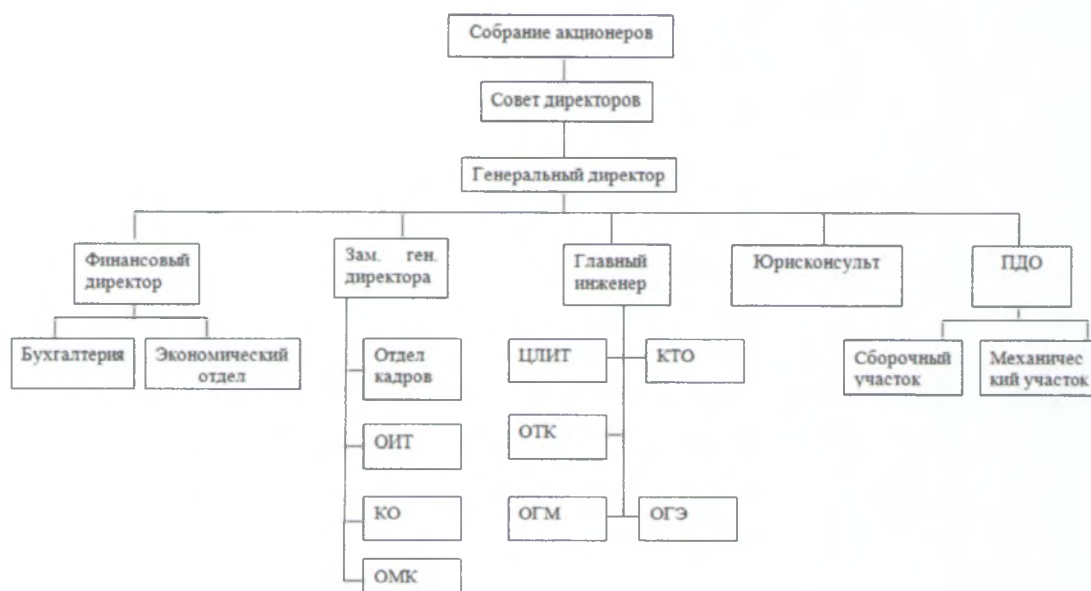 Собрание акционеров
Совет директоров
Генеральный директор
Финансовый
директор
Зам. ген.
директора
Главный
инженер
Юрисконсульт
ПДО
Бухгалтерия
Экономический
отдел
Отдел
кадров
ОИТ
КО
ОМК
ЦЛИТ
КТО
ОТК
ОГМ
ОГЭ
Сборочный
участок
Механичес
кий участок